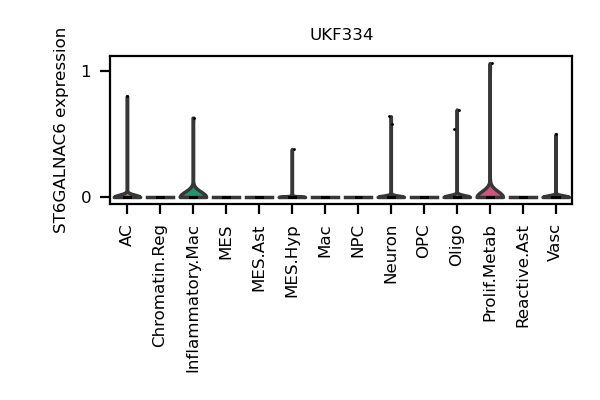 UKF334
ST6GALNAC6 expression
1
0
AC
Chromatin.Reg
Inflammatory.Mac
MES
MES.Ast
MES.Hyp
Mac
NPC
Neuron
OPC
Oligo
Prolif.Metab
Reactive.Ast
Vasc